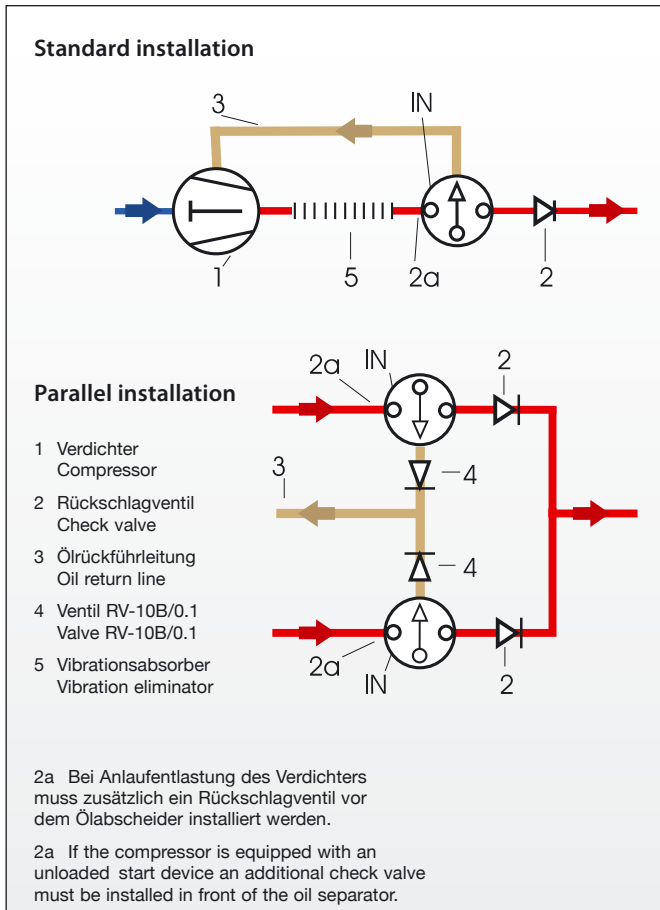 Standard installation
3
IN
1
5
2a
2
Parallel installation
2a
IN
2
4
3
4
2a
IN
2
1 Verdichter
Compressor
2 Rückschlagventil
Check valve
3 Ölrückführleitung
Oil return line
4 Ventil RV-10B/0.1
Valve RV-10B/0.1
5 Vibrationsabsorber
Vibration eliminator
2a Bei Anlaufentlastung des Verdichters
muss zusätzlich ein Rückschlagventil vor
dem Ölabscheider installiert werden.
2a If the compressor is equipped with an
unloaded start device an additional check valve
must be installed in front of the oil separator.